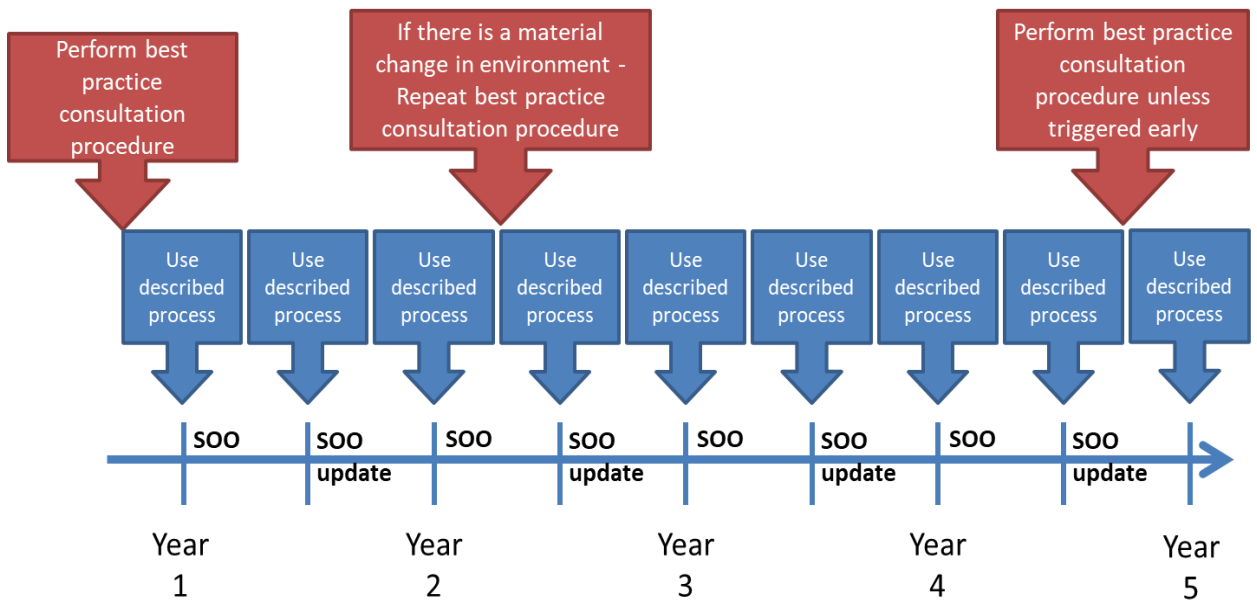 Perform best
practice
consultation
procedure
If there is a material
change in environment -
Repeat best practice
consultation procedure
Perform best practice
consultation
procedure unless
triggered early
Use
described
process
Use
described
process
Use
described
process
Use
described
process
Use
described
process
Use
described
process
Use
described
process
Use
described
process
Use
described
process
SOO
SOO
update
SOO
SOO
update
SOO
SOO
update
SOO
SOO
update
Year
1
Year
2
Year
3
Year
4
Year
5